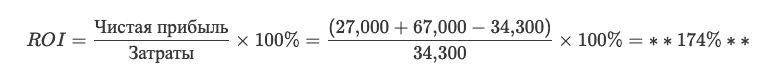 ROI = Чистая прибыль / Затраты × 100% = (27,000 + 67,000 − 34,300) / 34,300 × 100% = ∗ ∗ 174% ∗ ∗